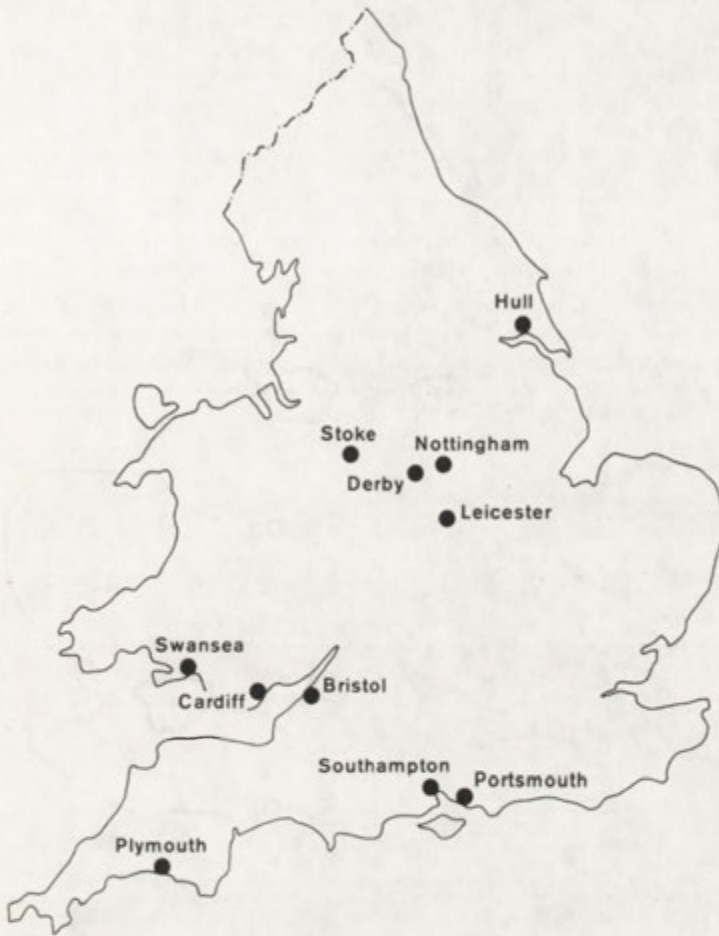 Hull
Stoke
Nottingham
Derby
Leicester
Swansea
Cardiff
Bristol
Southampton
Portsmouth
Plymouth